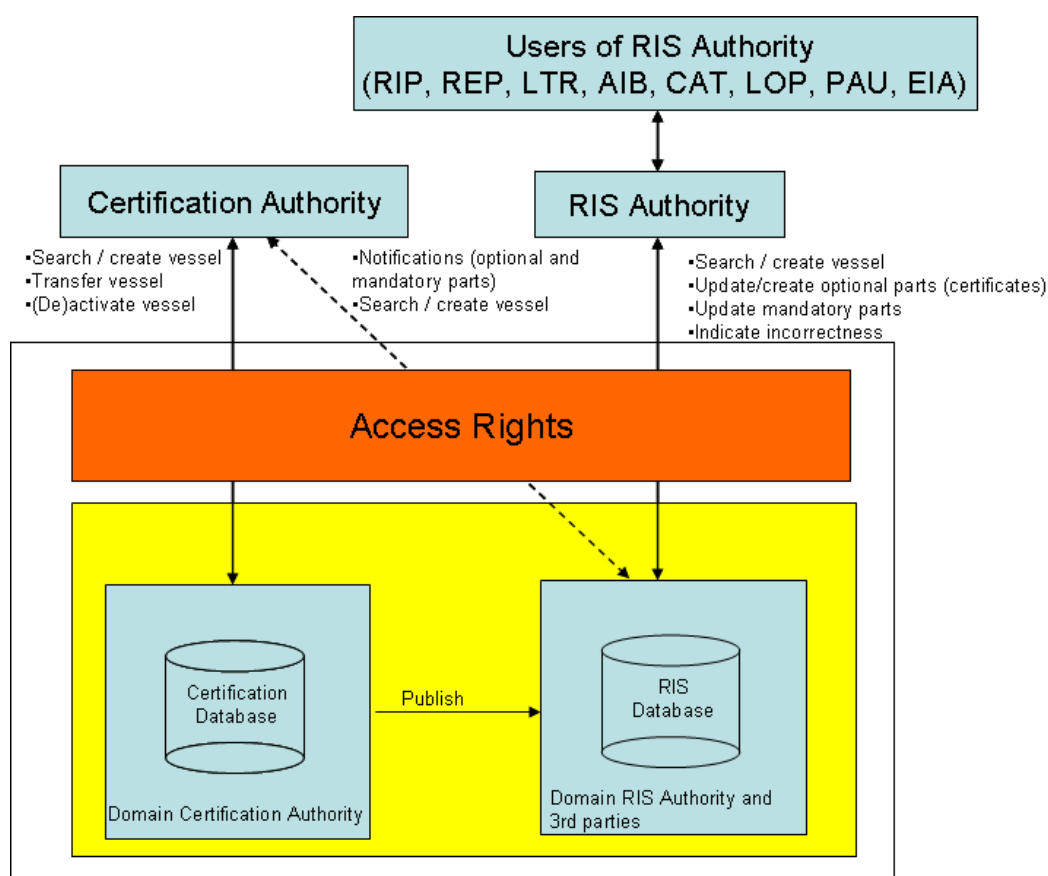 Users of RIS Authority
(RIP, REP, LTR, AIB, CAT, LOP, PAU, EIA)
Certification Authority
RIS Authority
▪Search / create vessel
▪Transfer vessel
▪(De)activate vessel
▪Notifications (optional and
mandatory parts)
▪Search / create vessel
▪Search / create vessel
▪Update/create optional parts (certificates)
▪Update mandatory parts
▪Indicate incorrectness
Access Rights
Certification
Database
Publish
RIS
Database
Domain Certification Authority
Domain RIS Authority and
3rd parties